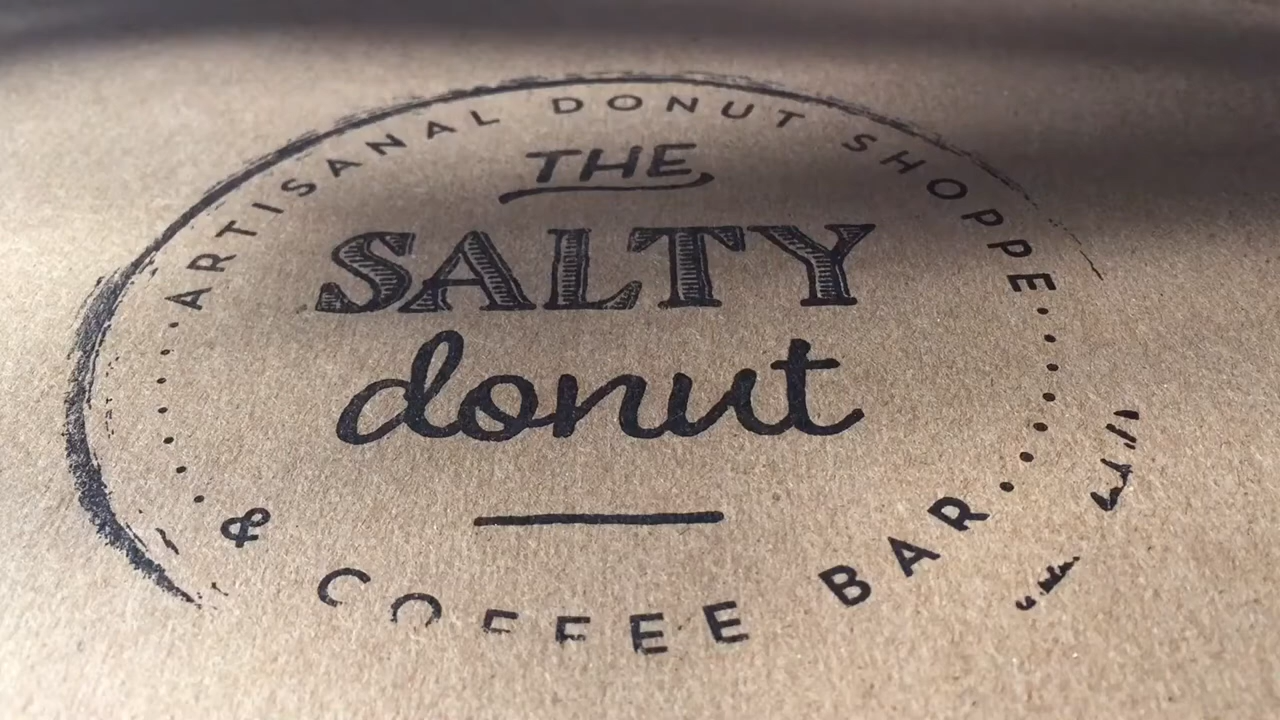 ARTISANAL DONUT SHOPPE
THE
SALTY
donut
& COFFEE BAR